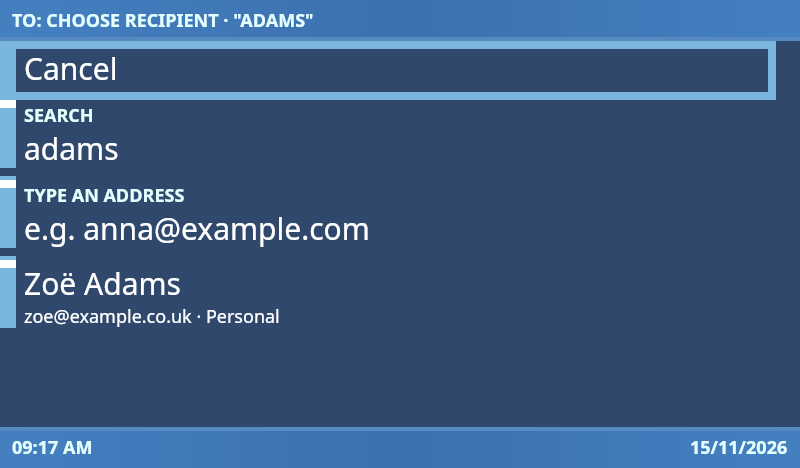 TO: CHOOSE RECIPIENT · "ADAMS"
Cancel
SEARCH
adams
TYPE AN ADDRESS
e.g. anna@example.com
Zoë Adams
zoe@example.co.uk · Personal
09:17 AM
15/11/2026